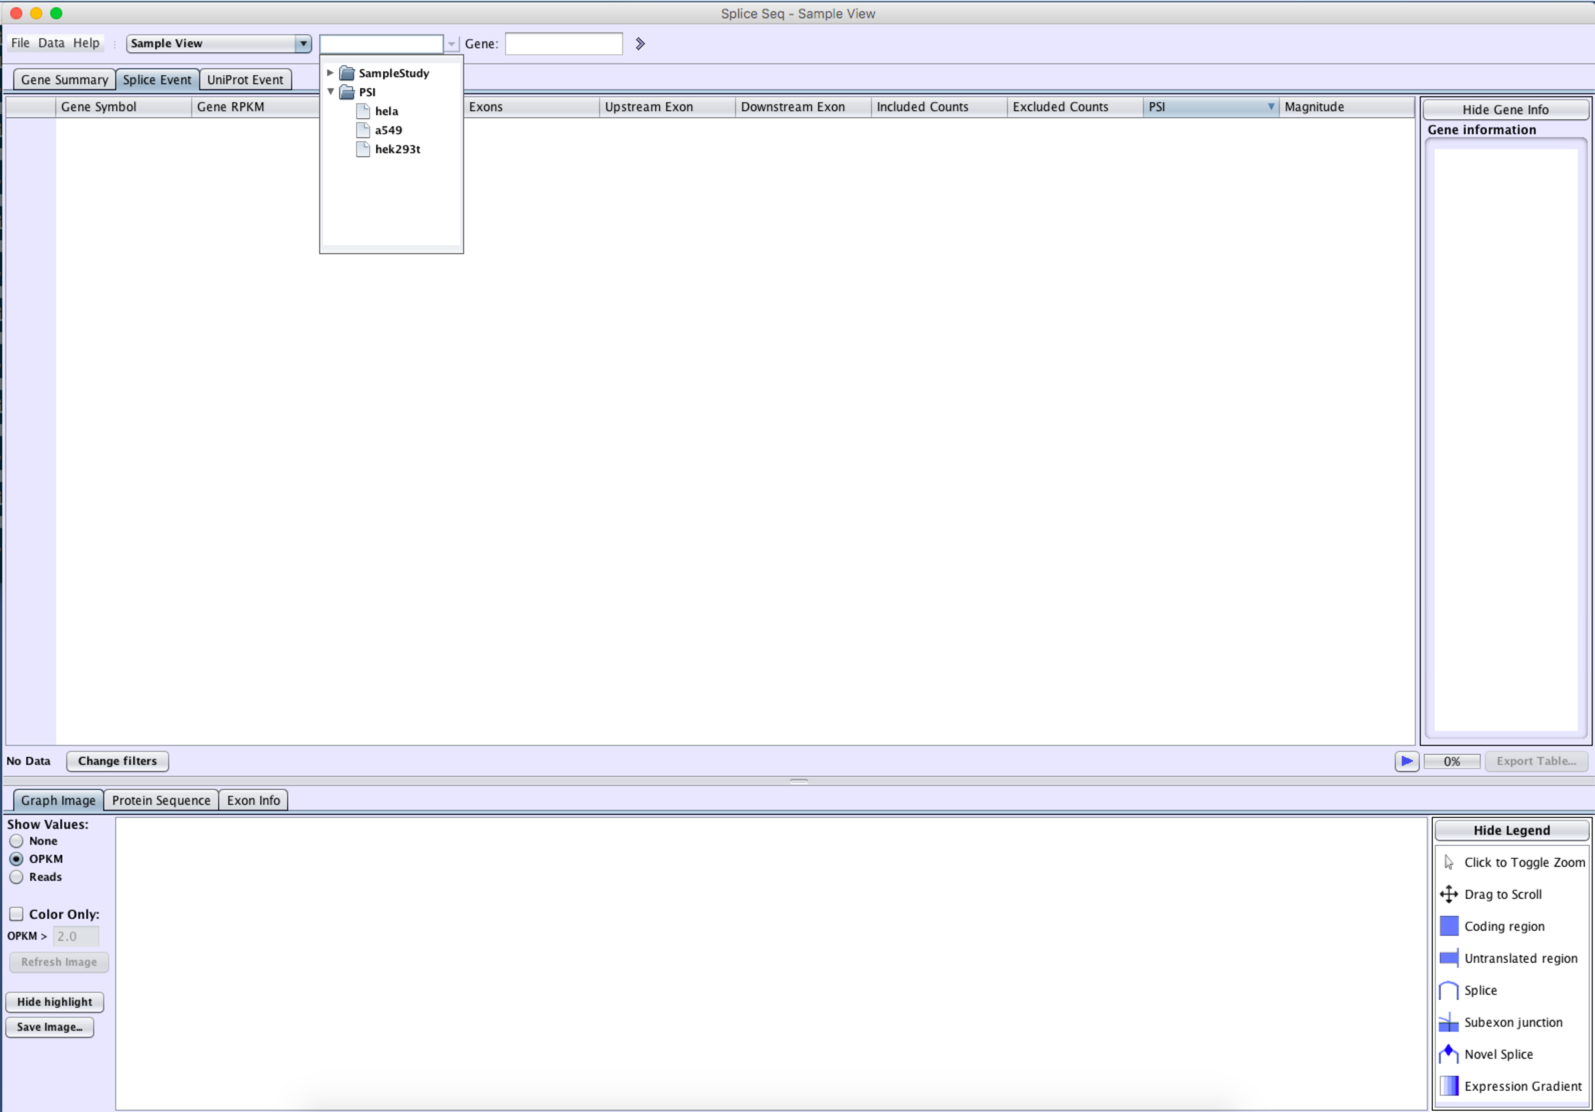 Splice Seq - Sample View
File Data Help Sample View Gene:
Gene Summary Splice Event UniProt Event
SampleStudy
PSI
hela
a549
hek293t
Gene Symbol Gene RPKM Exons Upstream Exon Downstream Exon Included Counts Excluded Counts PSI Magnitude
Hide Gene Info
Gene information
No Data Change filters 0% Export Table...
Graph Image Protein Sequence Exon Info
Show Values:
None
OPKM
Reads
Color Only:
OPKM > 2.0
Refresh Image
Hide highlight
Save Image...
Hide Legend
Click to Toggle Zoom
Drag to Scroll
Coding region
Untranslated region
Splice
Subexon junction
Novel Splice
Expression Gradient